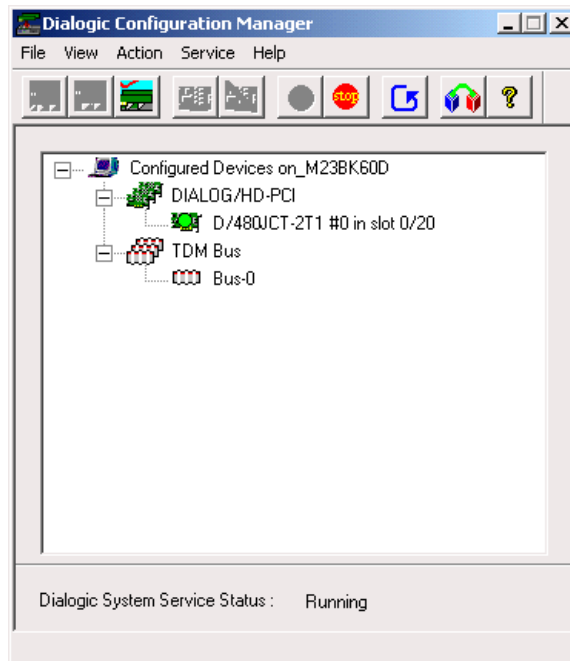 Dialogic Configuration Manager
File View Action Service Help
stop
?
Configured Devices on_M23BK60D
DIALOG/HD-PCI
D/480JCT-2T1 #0 in slot 0/20
TDM Bus
Bus-0
Dialogic System Service Status : Running